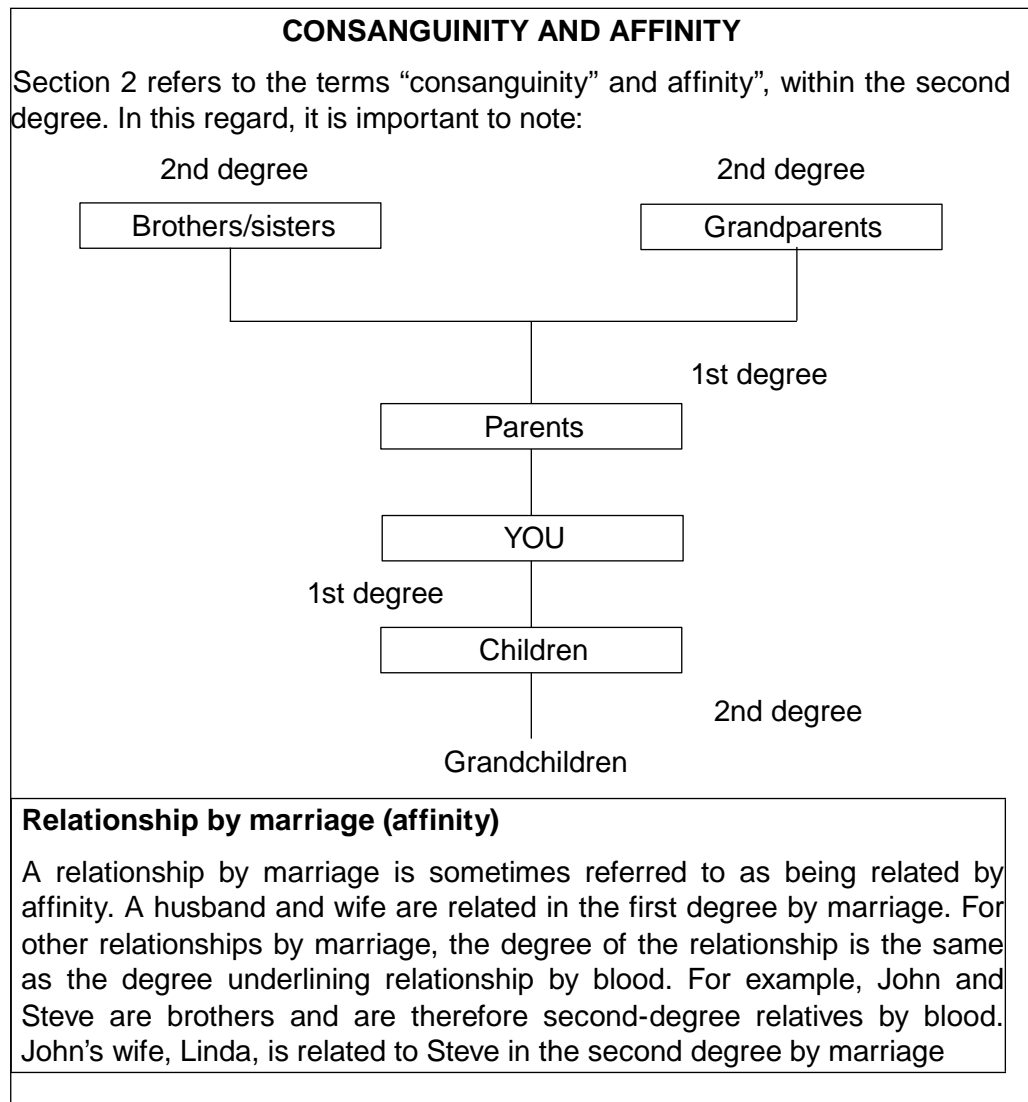 CONSANGUINITY AND AFFINITY
Section 2 refers to the terms “consanguinity” and affinity”, within the second
degree. In this regard, it is important to note:
2nd degree 2nd degree
Brothers/sisters Grandparents
1st degree
Parents
YOU
1st degree
Children
2nd degree
Grandchildren
Relationship by marriage (affinity)
A relationship by marriage is sometimes referred to as being related by
affinity. A husband and wife are related in the first degree by marriage. For
other relationships by marriage, the degree of the relationship is the same
as the degree underlining relationship by blood. For example, John and
Steve are brothers and are therefore second-degree relatives by blood.
John’s wife, Linda, is related to Steve in the second degree by marriage